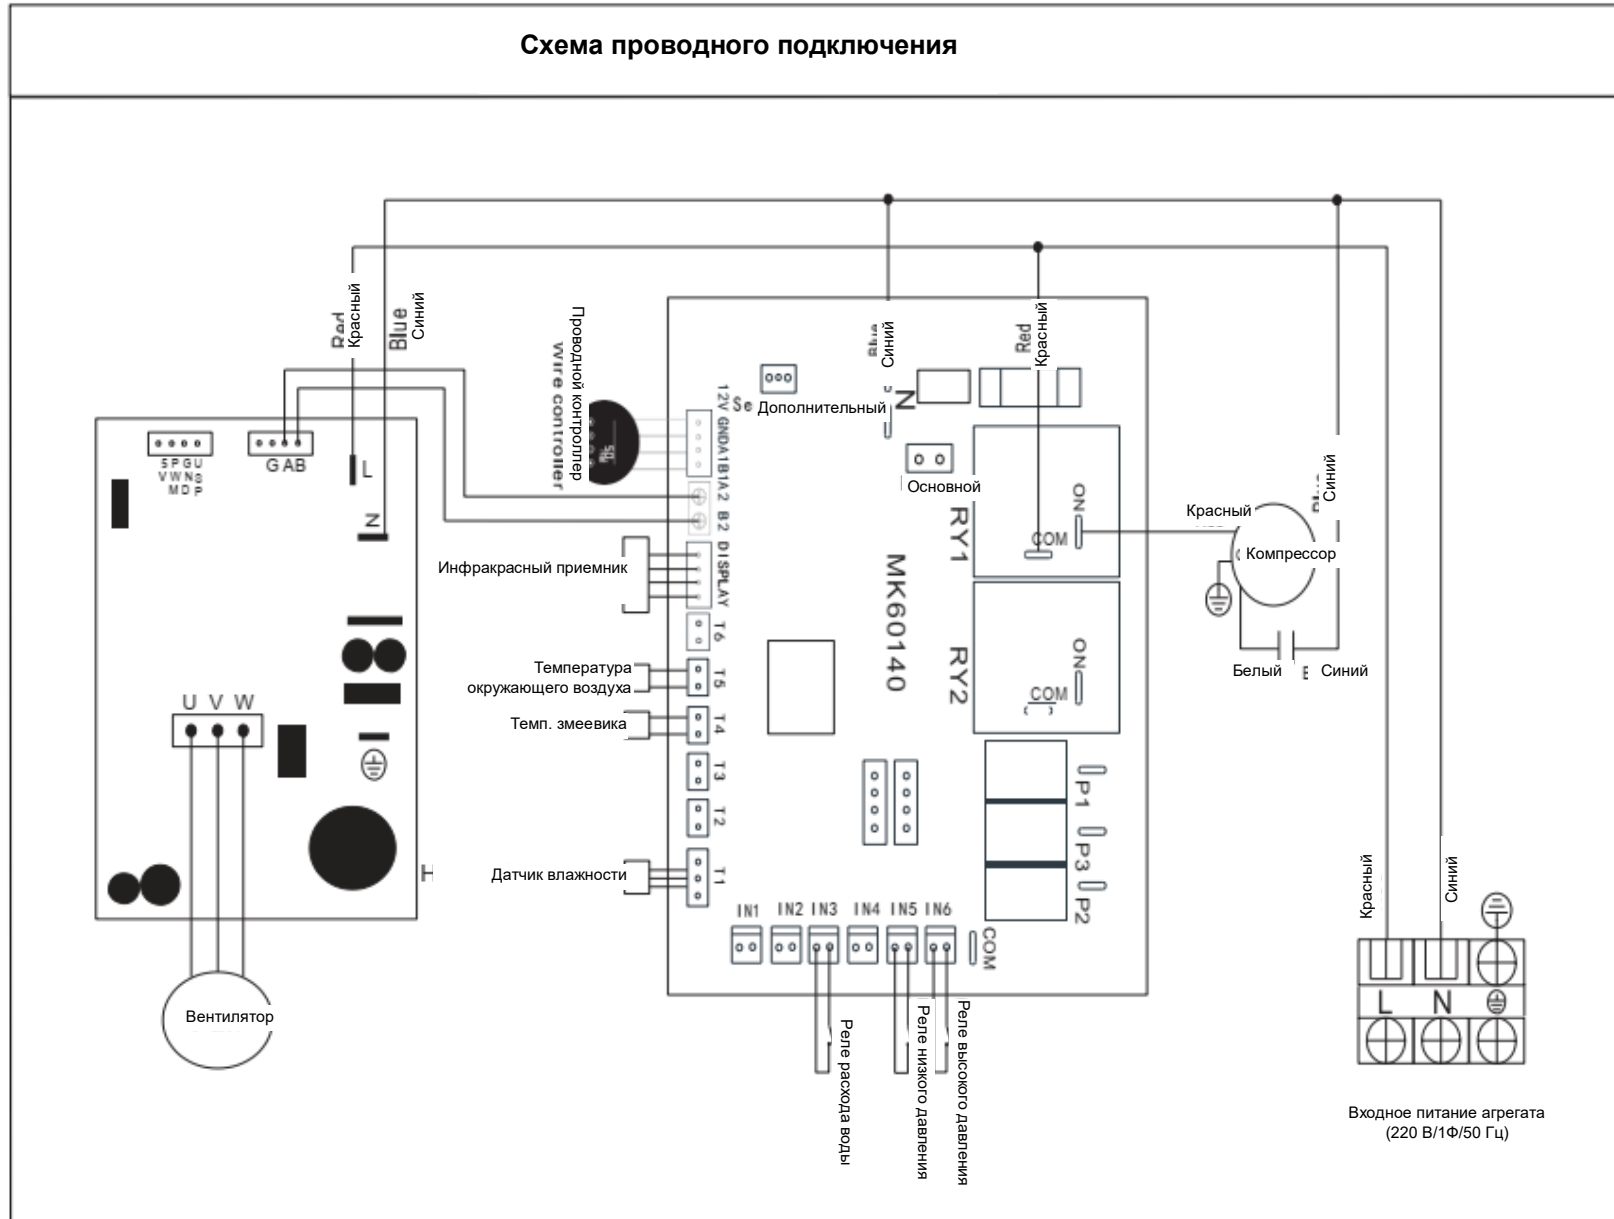 Схема проводного подключения
Red
Красный
Blue
Синий
Проводной контроллер
wire controller
Синий
Red
Красный
12V GNDA1B1A2 B2 DISPLAY
Se Дополнительный
N
Основной
5 P G U
V W N S
M D P
G A B
L
N
RY1
ON
COM
Красный
Синий
Компрессор
Белый
Синий
Инфракрасный приемник
MK60140
T6
Температура
окружающего воздуха
T5
Темп. змеевика
T4
T3
T2
Датчик влажности
T1
RY2
ON
COM
P1
P3
P2
U V W
IN1 IN2 IN3 IN4 IN5 IN6
COM
Вентилятор
Реле расхода воды
Реле низкого давления
Реле высокого давления
Красный
Синий
L N
Входное питание агрегата
(220 В/1Ф/50 Гц)